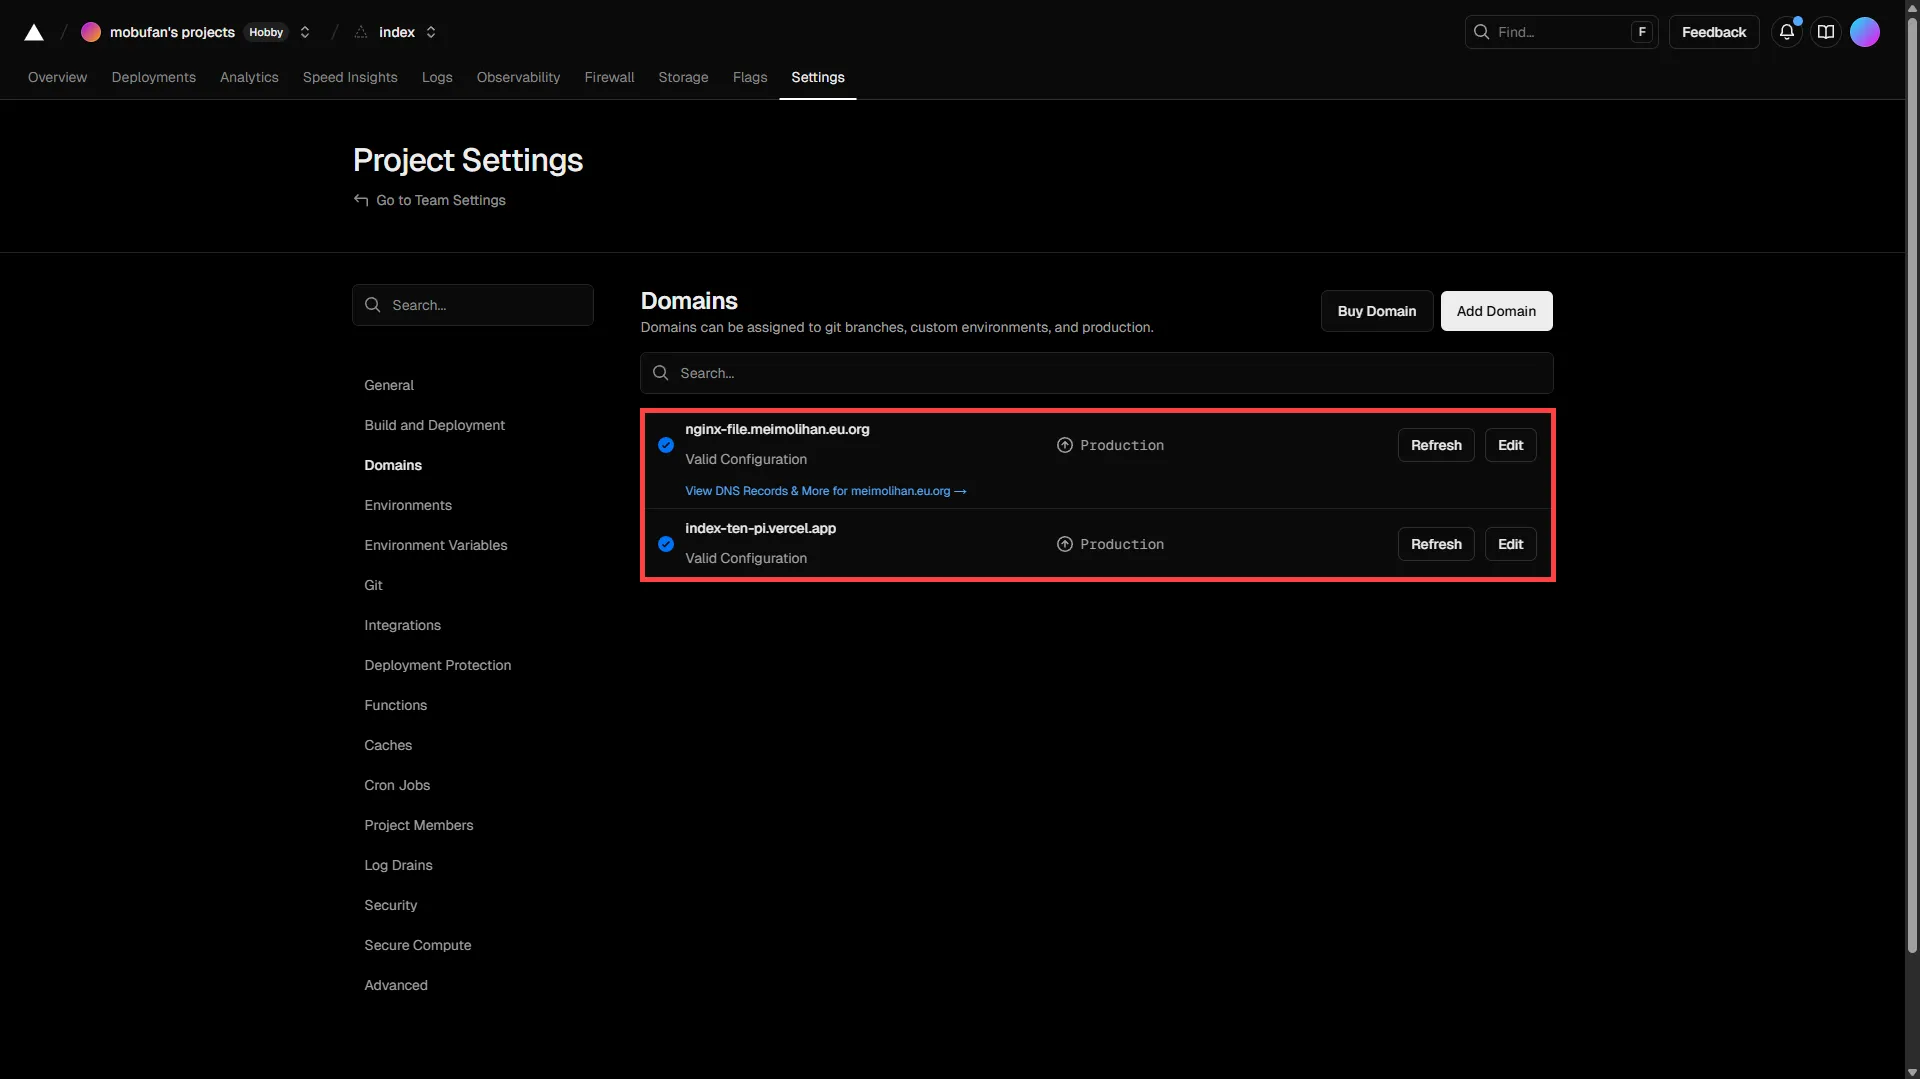 mobufan's projects Hobby index Find... F Feedback
Overview Deployments Analytics Speed Insights Logs Observability Firewall Storage Flags Settings
Project Settings
Go to Team Settings
Search...
General
Build and Deployment
Domains
Environments
Environment Variables
Git
Integrations
Deployment Protection
Functions
Caches
Cron Jobs
Project Members
Log Drains
Security
Secure Compute
Advanced
Domains
Domains can be assigned to git branches, custom environments, and production.
Buy Domain Add Domain
Search...
nginx-file.meimolihan.eu.org
Valid Configuration
Production
Refresh Edit
View DNS Records & More for meimolihan.eu.org →
index-ten-pi.vercel.app
Valid Configuration
Production
Refresh Edit